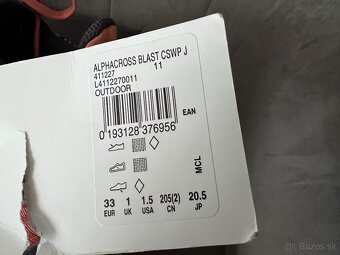 ALPHACROSS BLAST CSWP J
411227 11
L4112270011
OUTDOOR
EAN
0 193128 376956
MCL
33 1 1.5 205(2) 20.5
EUR UK USA CN JP
bazos.sk